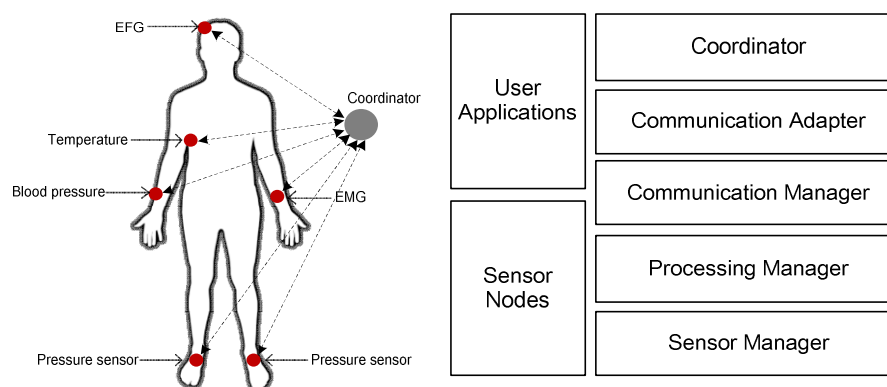 EFG
Coordinator
Temperature
Blood pressure
EMG
Pressure sensor
Pressure sensor
User
Applications
Sensor
Nodes
Coordinator
Communication Adapter
Communication Manager
Processing Manager
Sensor Manager